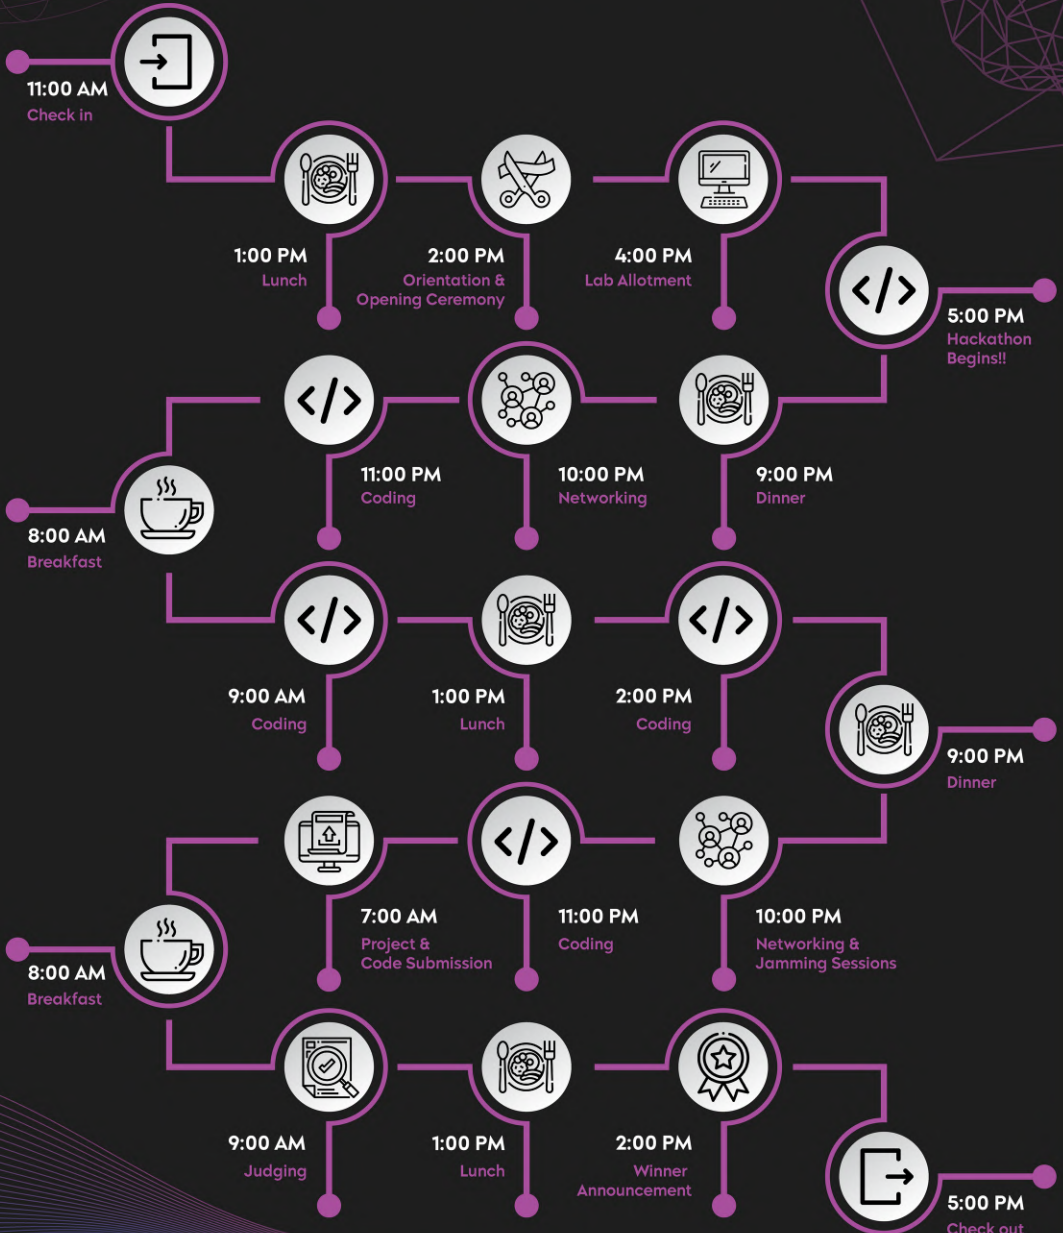 11:00 AM
Check in
1:00 PM
Lunch
2:00 PM
Orientation &
Opening Ceremony
4:00 PM
Lab Allotment
5:00 PM
Hackathon
Begins!!
9:00 PM
Dinner
10:00 PM
Networking
11:00 PM
Coding
8:00 AM
Breakfast
9:00 AM
Coding
1:00 PM
Lunch
2:00 PM
Coding
9:00 PM
Dinner
10:00 PM
Networking &
Jamming Sessions
11:00 PM
Coding
7:00 AM
Project &
Code Submission
8:00 AM
Breakfast
9:00 AM
Judging
1:00 PM
Lunch
2:00 PM
Winner
Announcement
5:00 PM
Check out